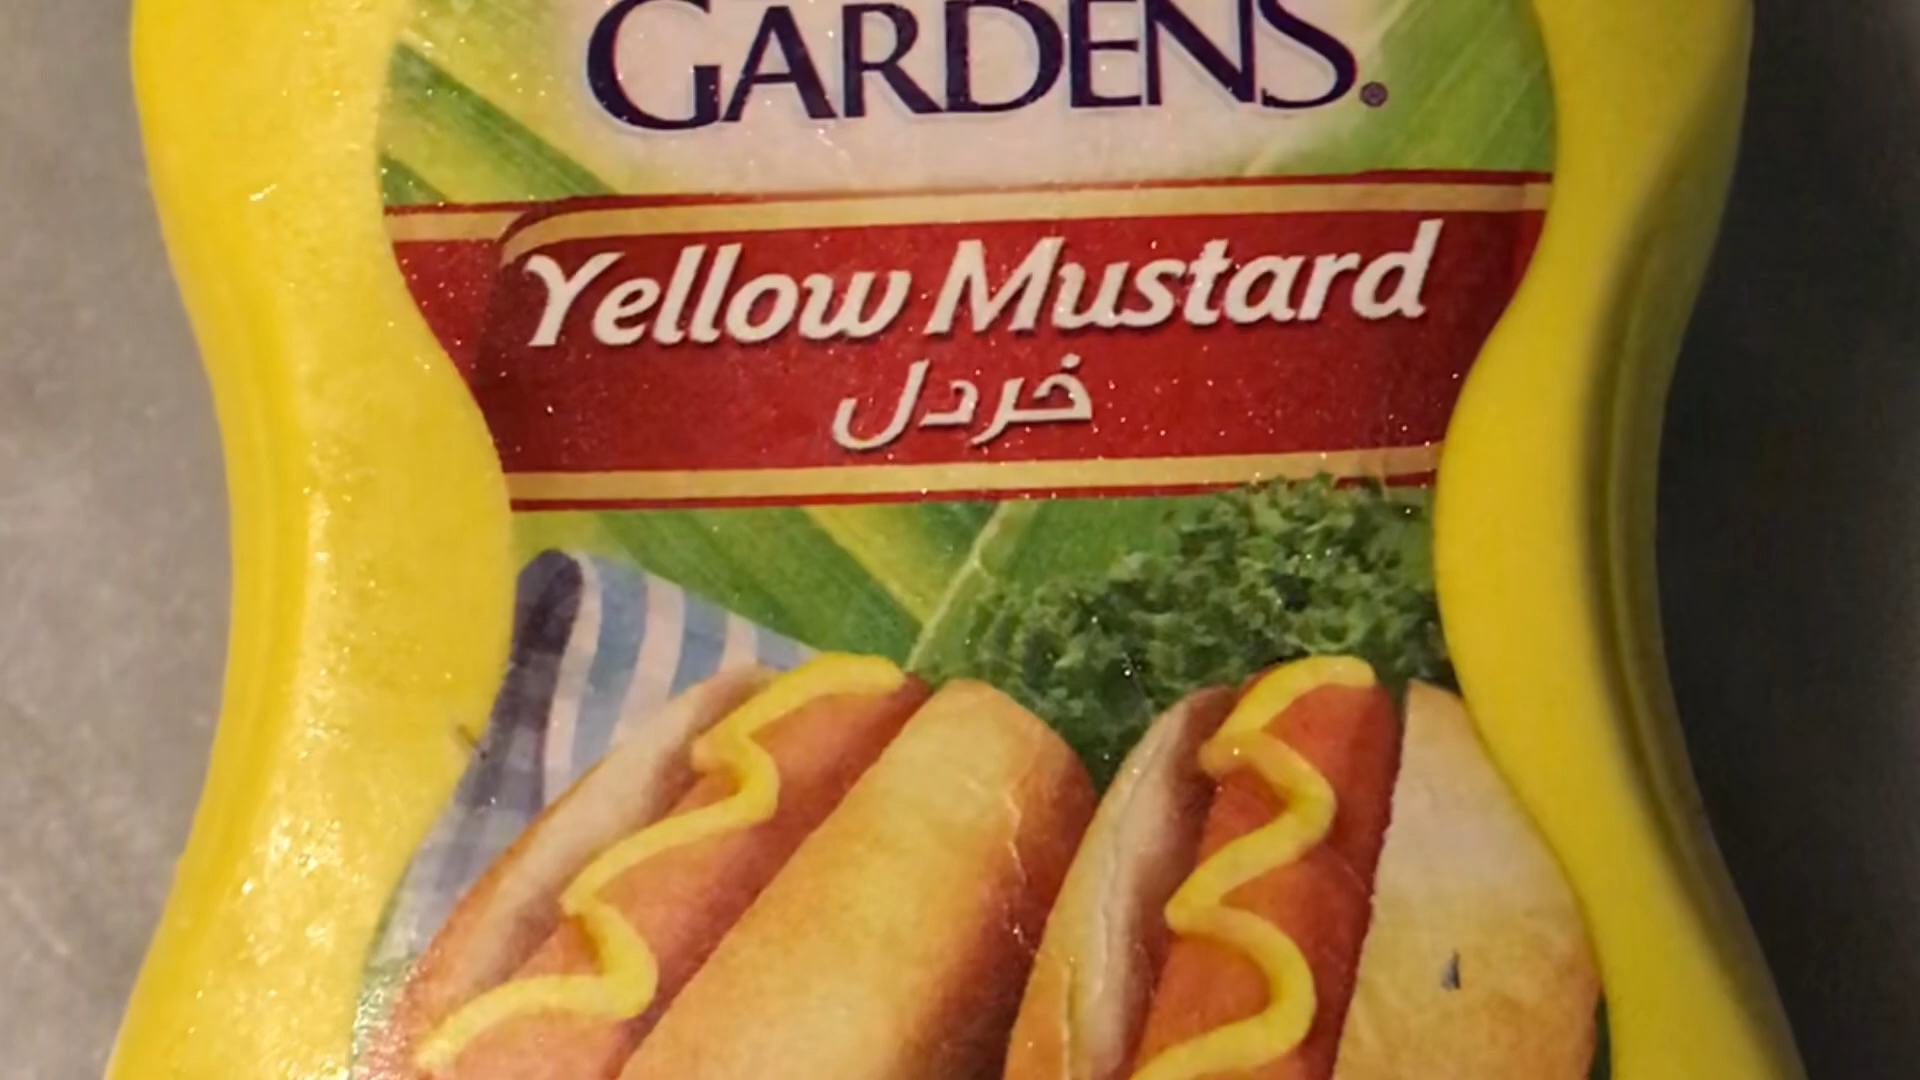 GARDENS®
Yellow Mustard
خردل